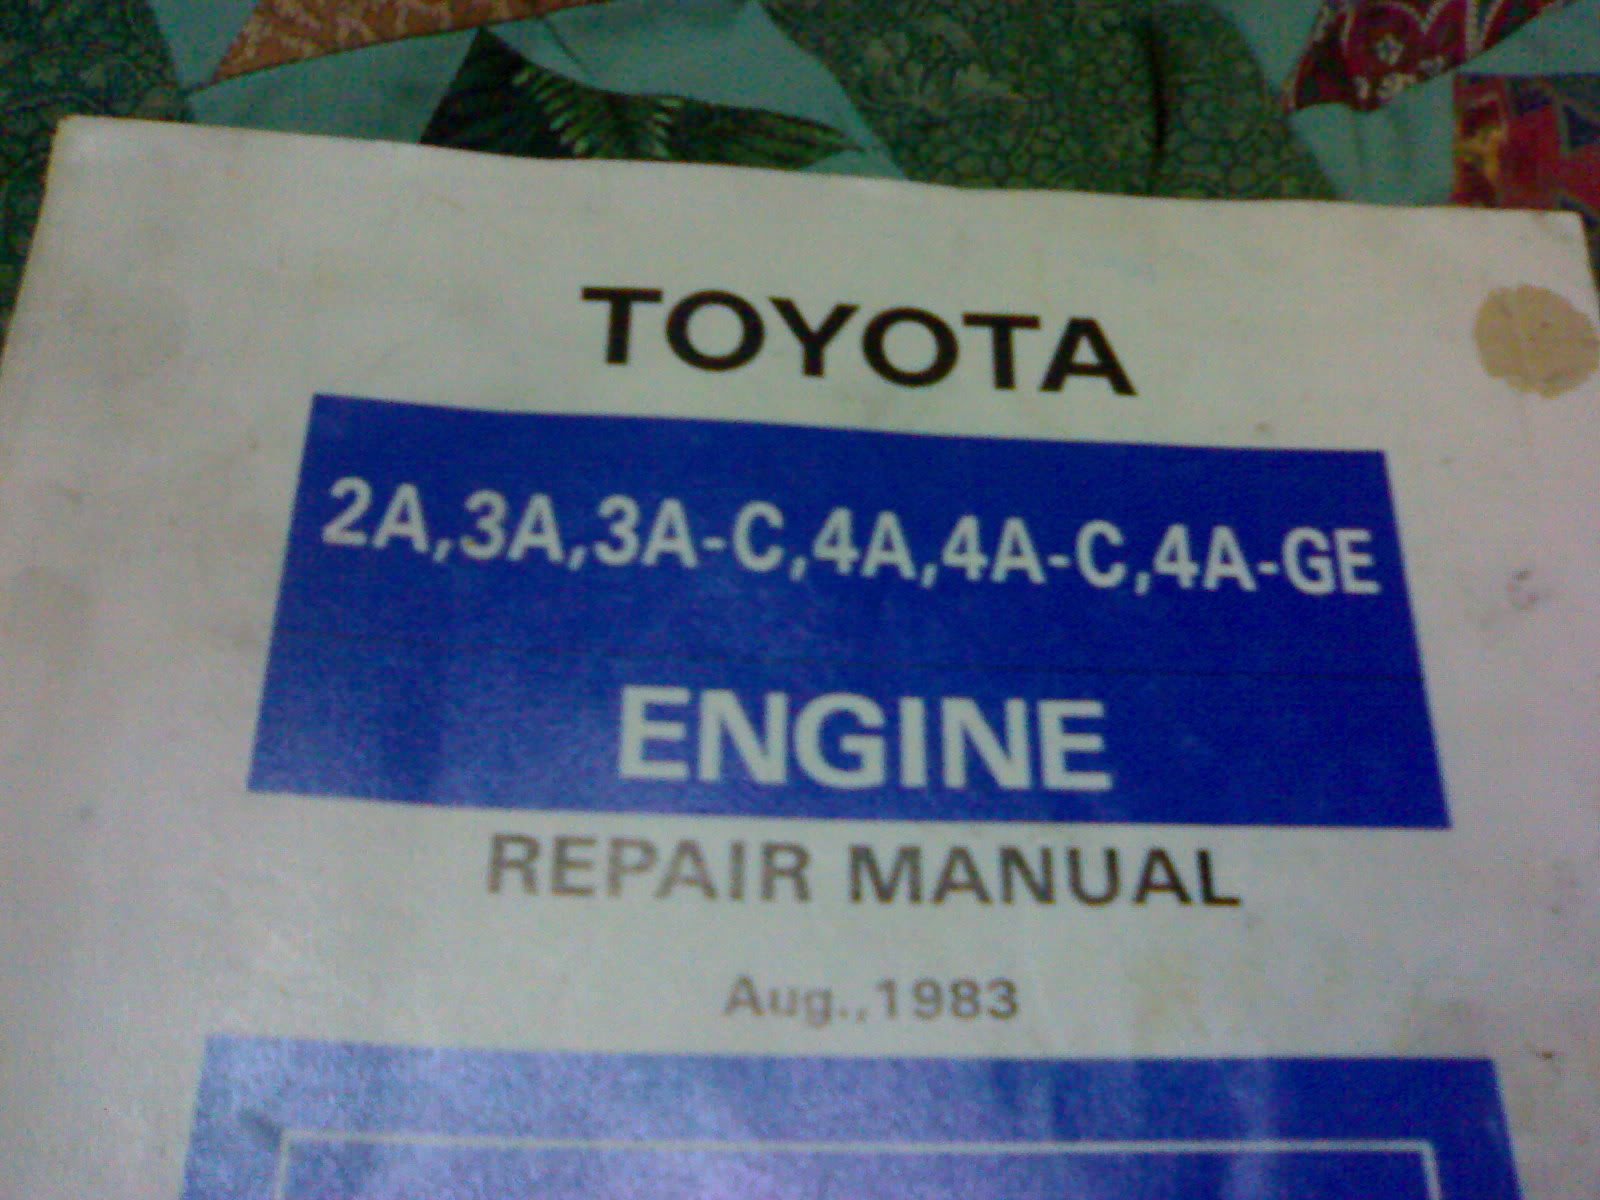 TOYOTA
2A,3A,3A-C,4A,4A-C,4A-GE
ENGINE
REPAIR MANUAL
Aug.,1983